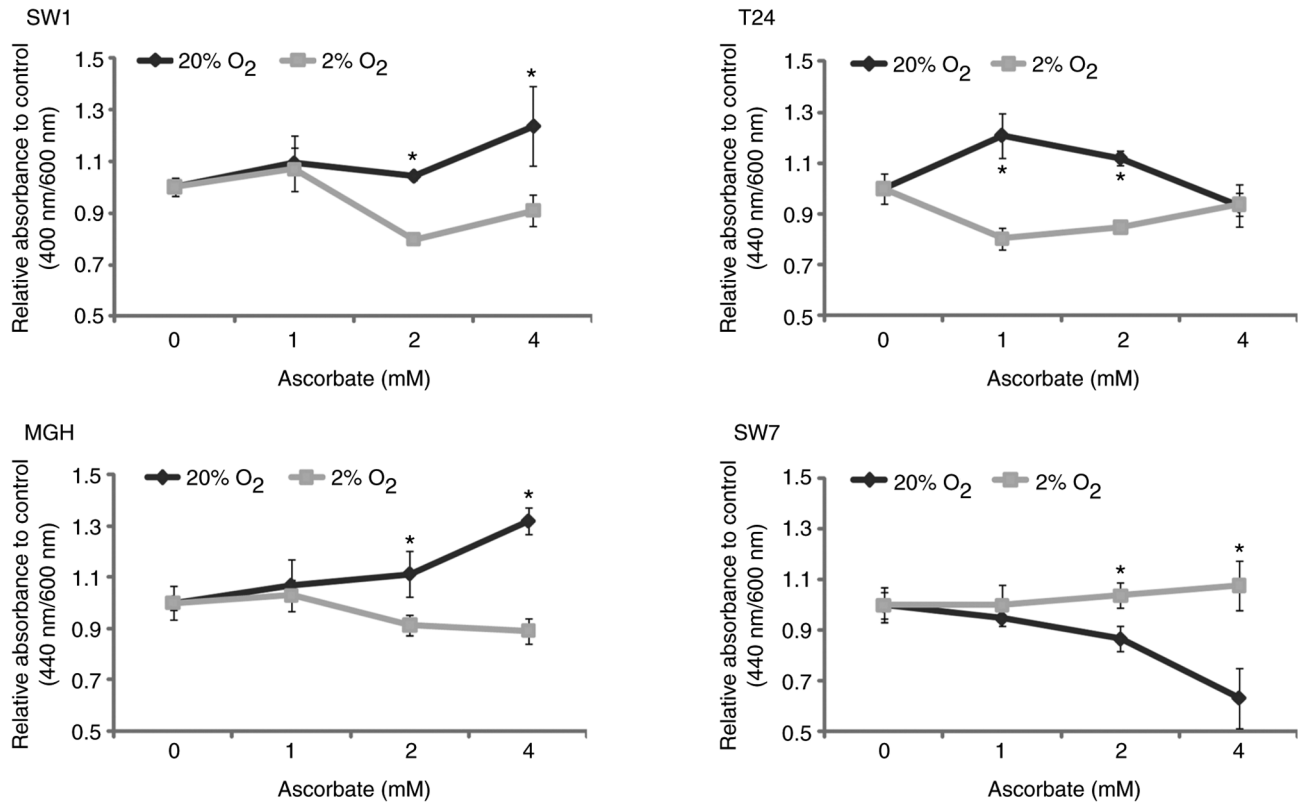 SW1
20% O2 2% O2
Relative absorbance to control
(400 nm/600 nm)
1.5
1.3
1.1
0.9
0.7
0.5
0 1 2 4
Ascorbate (mM)
* *
T24
20% O2 2% O2
Relative absorbance to control
(440 nm/600 nm)
1.5
1.3
1.1
0.9
0.7
0.5
0 1 2 4
Ascorbate (mM)
* *
MGH
20% O2 2% O2
Relative absorbance to control
(440 nm/600 nm)
1.5
1.3
1.1
0.9
0.7
0.5
0 1 2 4
Ascorbate (mM)
* *
SW7
20% O2 2% O2
Relative absorbance to control
(440 nm/600 nm)
1.5
1.3
1.1
0.9
0.7
0.5
0 1 2 4
Ascorbate (mM)
* *